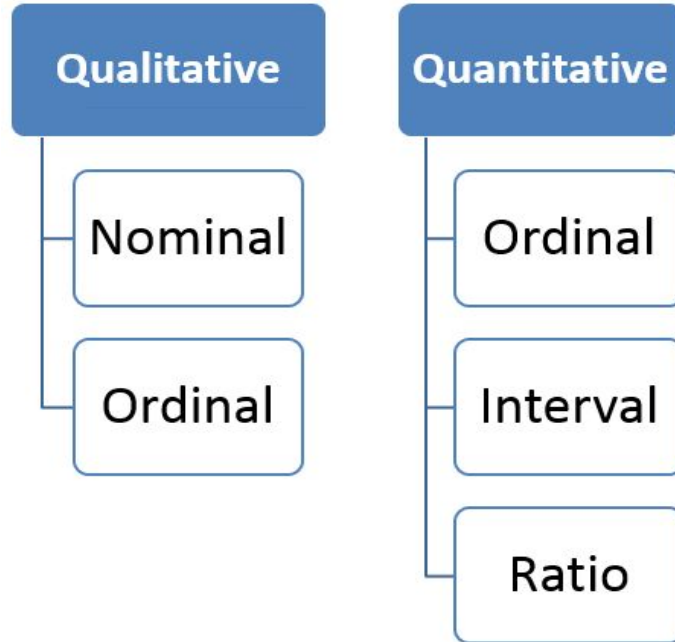 Qualitative
Nominal
Ordinal
Quantitative
Ordinal
Interval
Ratio